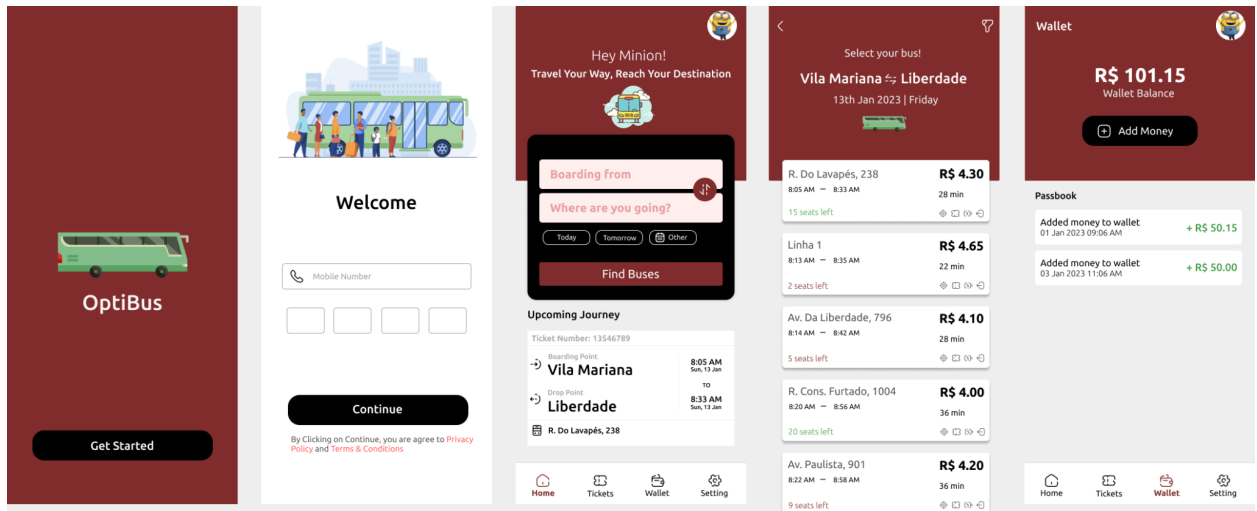 OptiBus
Get Started
Welcome
Mobile Number
Continue
By Clicking on Continue, you are agree to Privacy
Policy and Terms & Conditions
Hey Minion!
Travel Your Way, Reach Your Destination
Boarding from
Where are you going?
Today
Tomorrow
Other
Find Buses
Upcoming Journey
Ticket Number: 13546789
Boarding Point
Vila Mariana
8:05 AM
Sun, 13 Jan
TO
Drop Point
Liberdade
8:33 AM
Sun, 13 Jan
R. Do Lavapés, 238
Home
Tickets
Wallet
Setting
Select your bus!
Vila Mariana ⇋ Liberdade
13th Jan 2023 | Friday
R. Do Lavapés, 238 R$ 4.30
8:05 AM — 8:33 AM
28 min
15 seats left
Linha 1 R$ 4.65
8:13 AM — 8:35 AM
22 min
2 seats left
Av. Da Liberdade, 796 R$ 4.10
8:14 AM — 8:42 AM
28 min
5 seats left
R. Cons. Furtado, 1004 R$ 4.00
8:20 AM — 8:56 AM
36 min
20 seats left
Av. Paulista, 901 R$ 4.20
8:22 AM — 8:58 AM
36 min
9 seats left
Wallet
R$ 101.15
Wallet Balance
Add Money
Passbook
Added money to wallet
01 Jan 2023 09:06 AM
+ R$ 50.15
Added money to wallet
03 Jan 2023 11:06 AM
+ R$ 50.00
Home
Tickets
Wallet
Setting